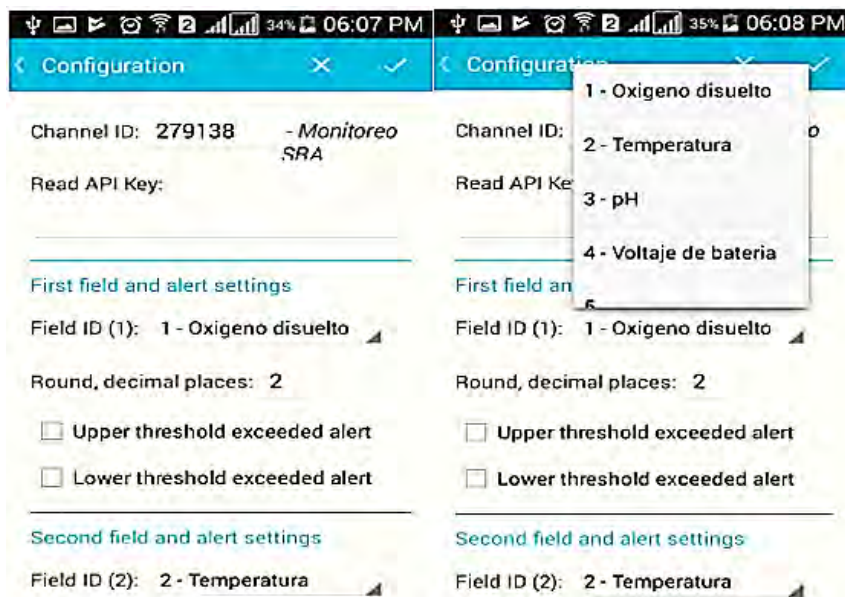 2 34% 06:07 PM
Configuration
Channel ID: 279138 - Monitoreo
SRA
Read API Key:
First field and alert settings
Field ID (1): 1 - Oxigeno disuelto
Round, decimal places: 2
Upper threshold exceeded alert
Lower threshold exceeded alert
Second field and alert settings
Field ID (2): 2 - Temperatura
2 35% 06:08 PM
Configuration
1 - Oxigeno disuelto
Channel ID:
2 - Temperatura
Read API Ke
3 - pH
4 - Voltaje de bateria
First field an
Field ID (1): 1 - Oxigeno disuelto
Round, decimal places: 2
Upper threshold exceeded alert
Lower threshold exceeded alert
Second field and alert settings
Field ID (2): 2 - Temperatura